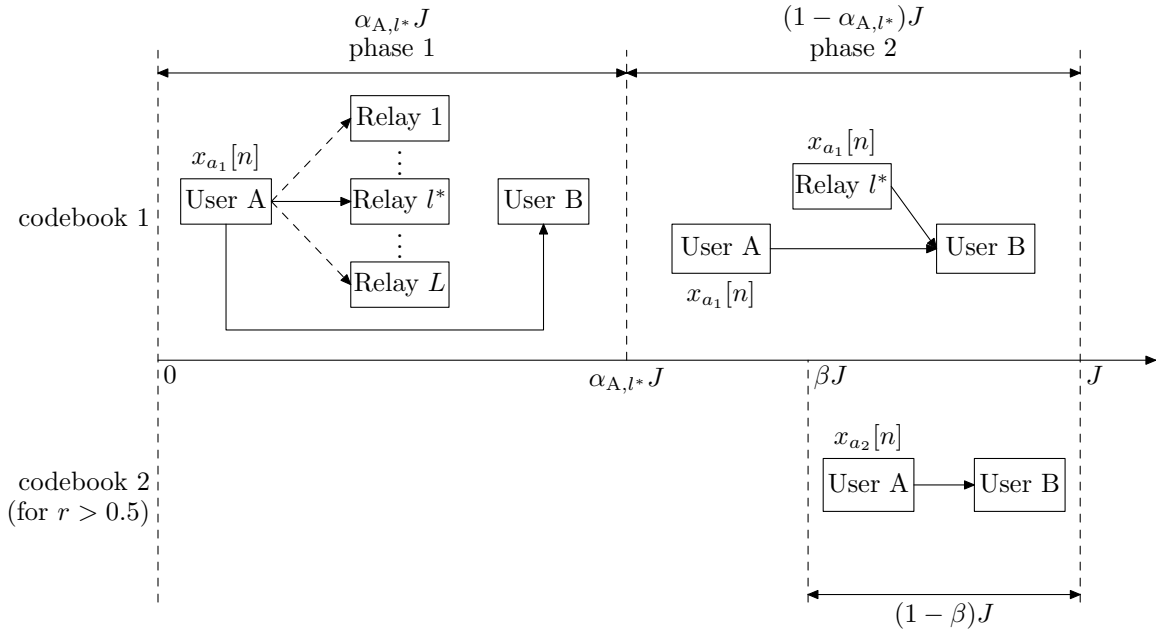 α_{A,l*}J
phase 1
(1 − α_{A,l*})J
phase 2
codebook 1
x_{a_1}[n]
User A
Relay 1
Relay l*
Relay L
User B
x_{a_1}[n]
Relay l*
User A
x_{a_1}[n]
User B
0
α_{A,l*}J
βJ
J
codebook 2
(for r > 0.5)
x_{a_2}[n]
User A
User B
(1 − β)J